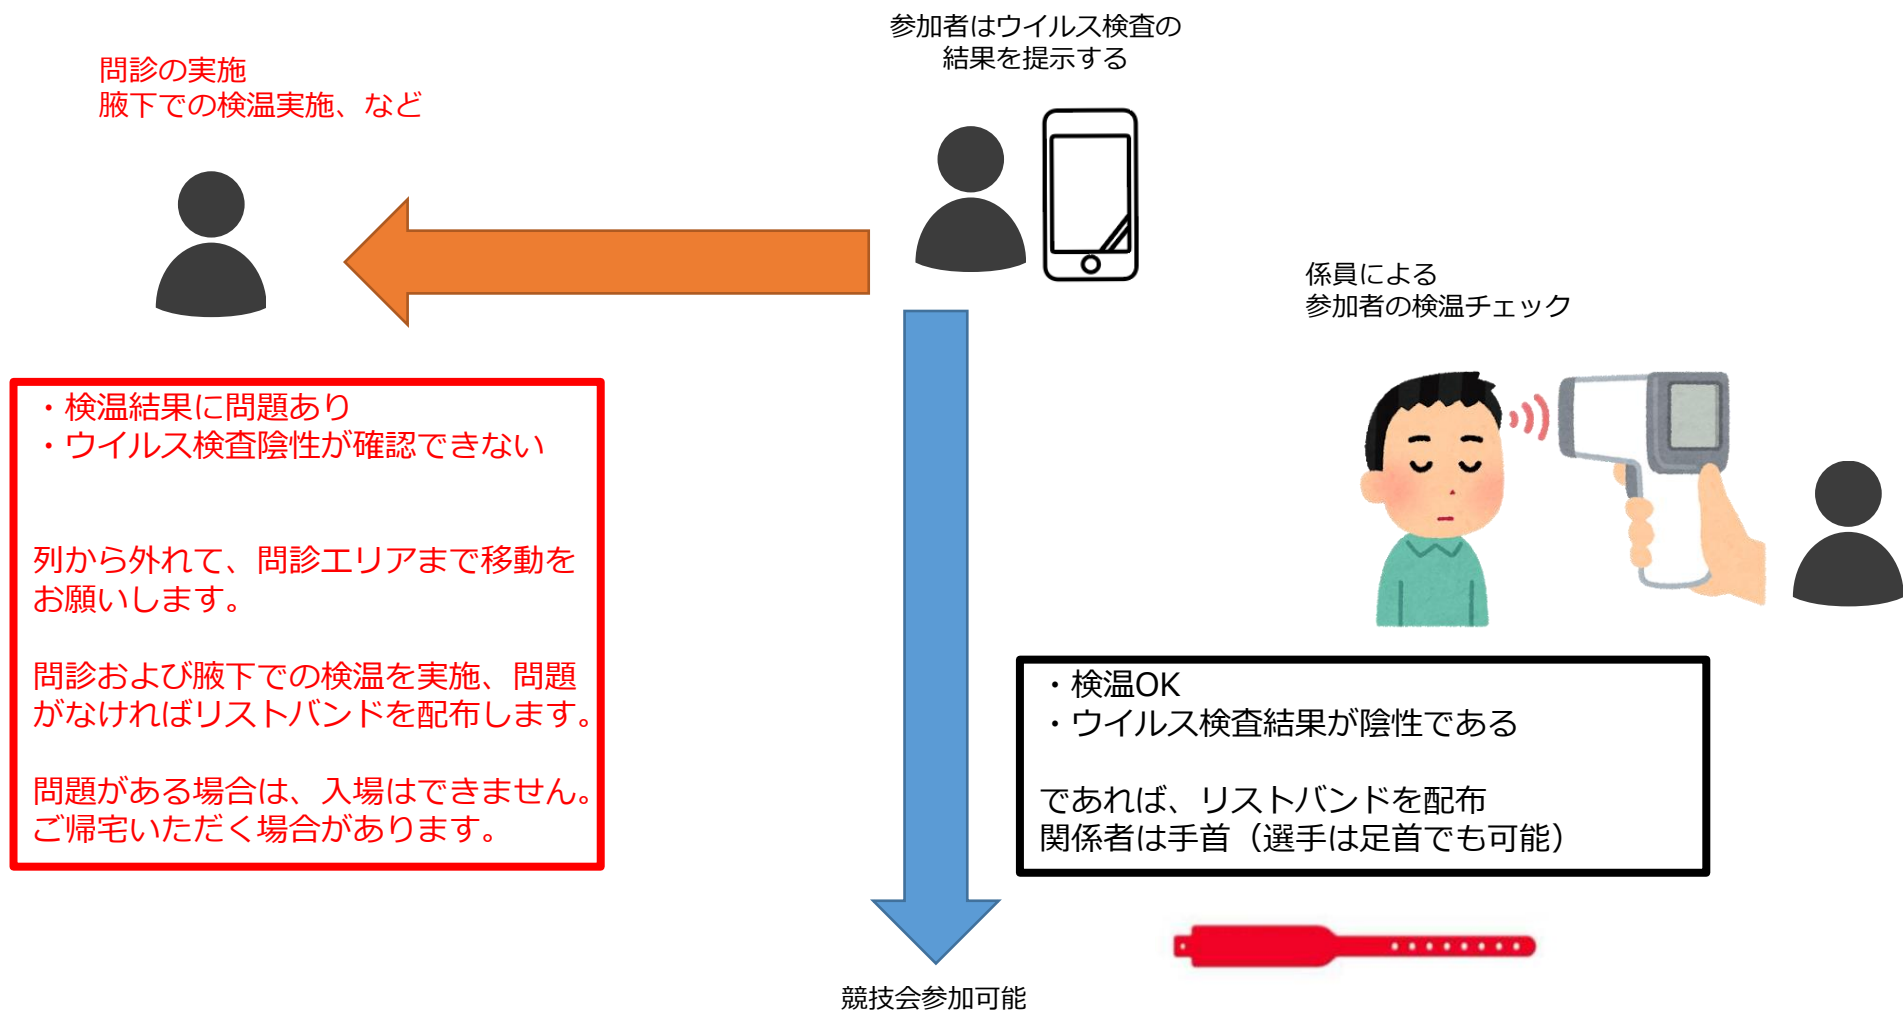 参加者はウイルス検査の
結果を提示する
問診の実施
腋下での検温実施、など
係員による
参加者の検温チェック
・検温結果に問題あり
・ウイルス検査陰性が確認できない
列から外れて、問診エリアまで移動を
お願いします。
問診および腋下での検温を実施、問題
がなければリストバンドを配布します。
問題がある場合は、入場はできません。
ご帰宅いただく場合があります。
・検温OK
・ウイルス検査結果が陰性である
であれば、リストバンドを配布
関係者は手首（選手は足首でも可能）
競技会参加可能